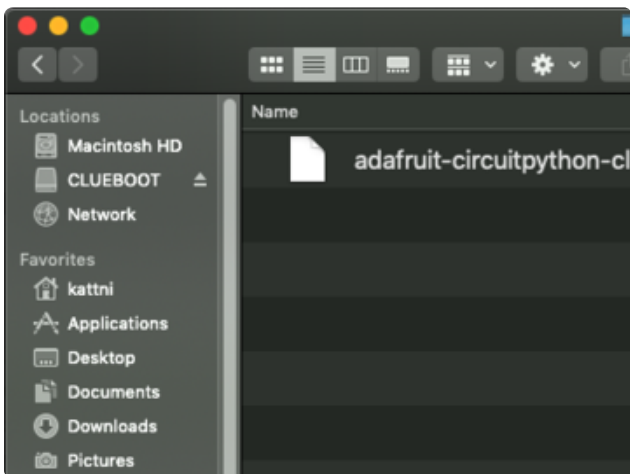 Locations
Macintosh HD
CLUEBOOT
Network
Favorites
kattni
Applications
Desktop
Documents
Downloads
Pictures
Name
adafruit-circuitpython-cl